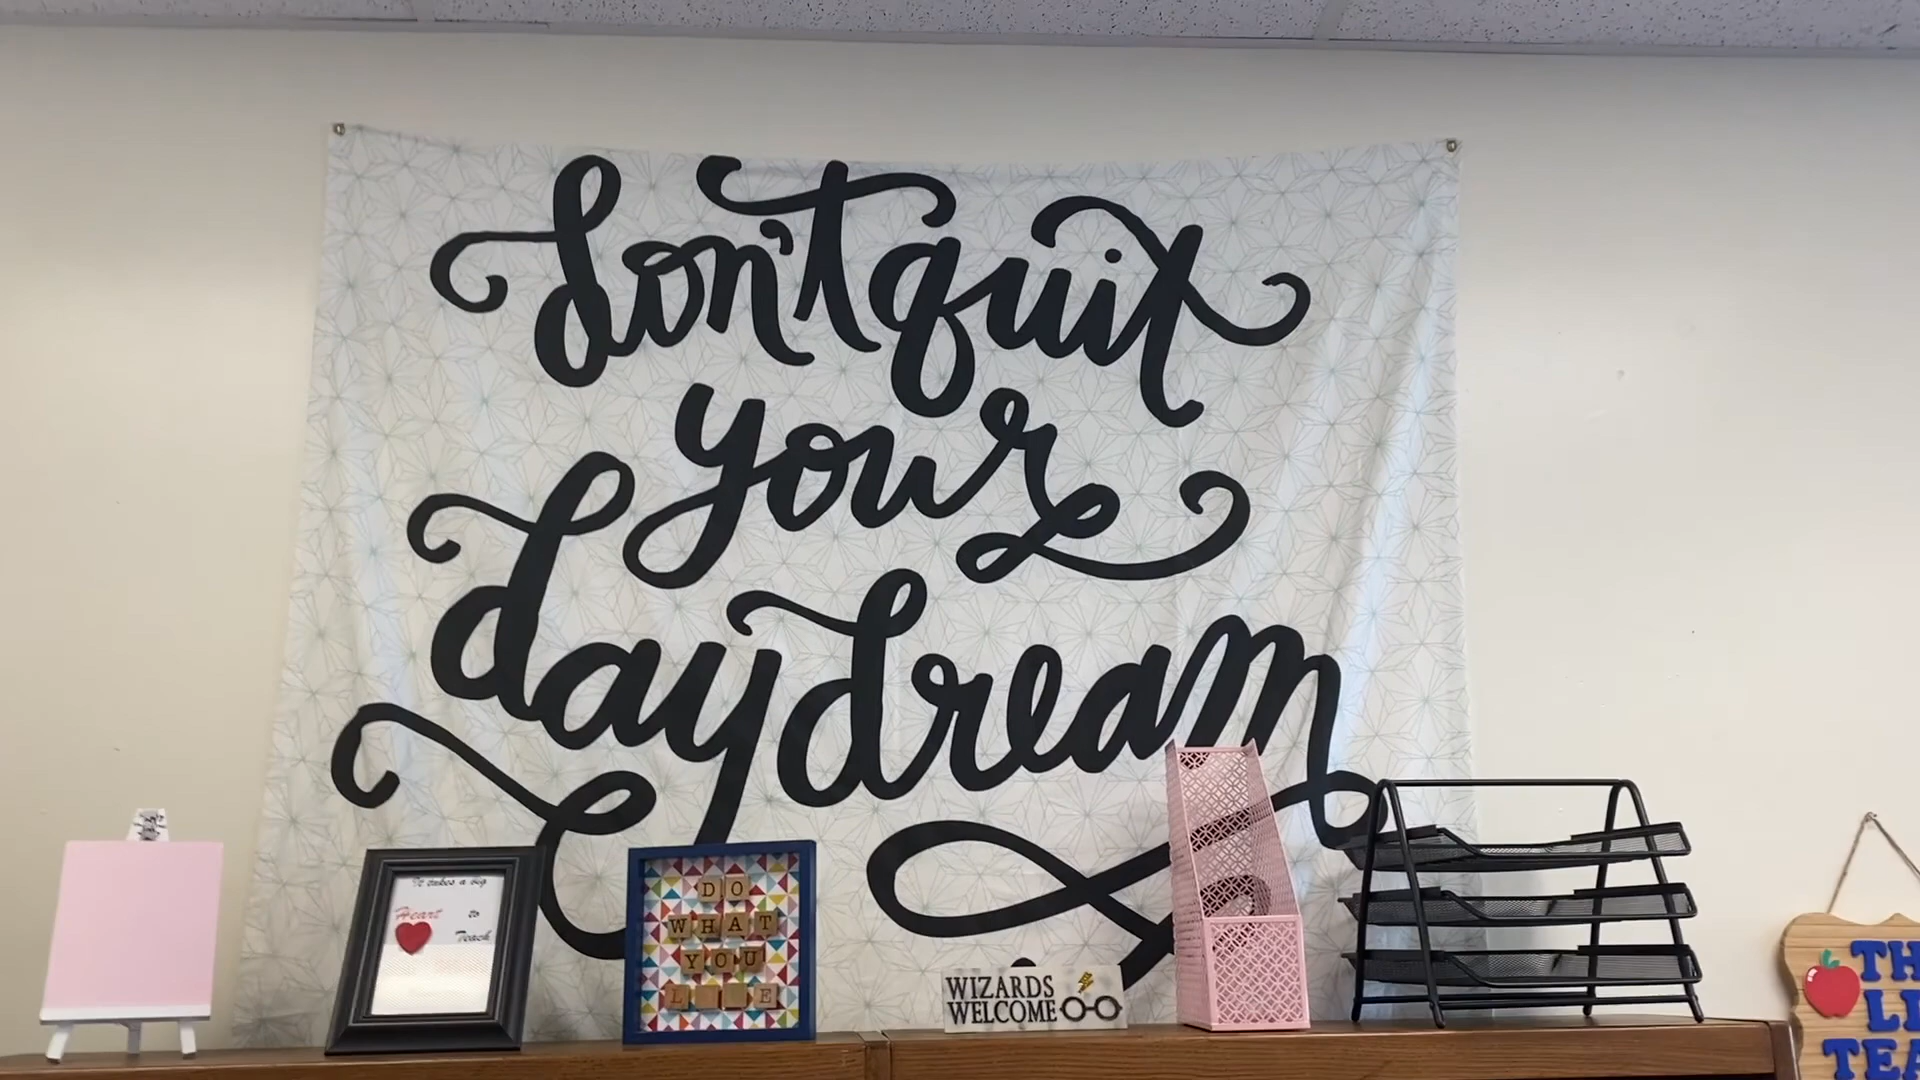 Don't quit
your
daydream
It takes a big
Heart to
Teach
DO
WHAT
YOU
WIZARDS
WELCOME